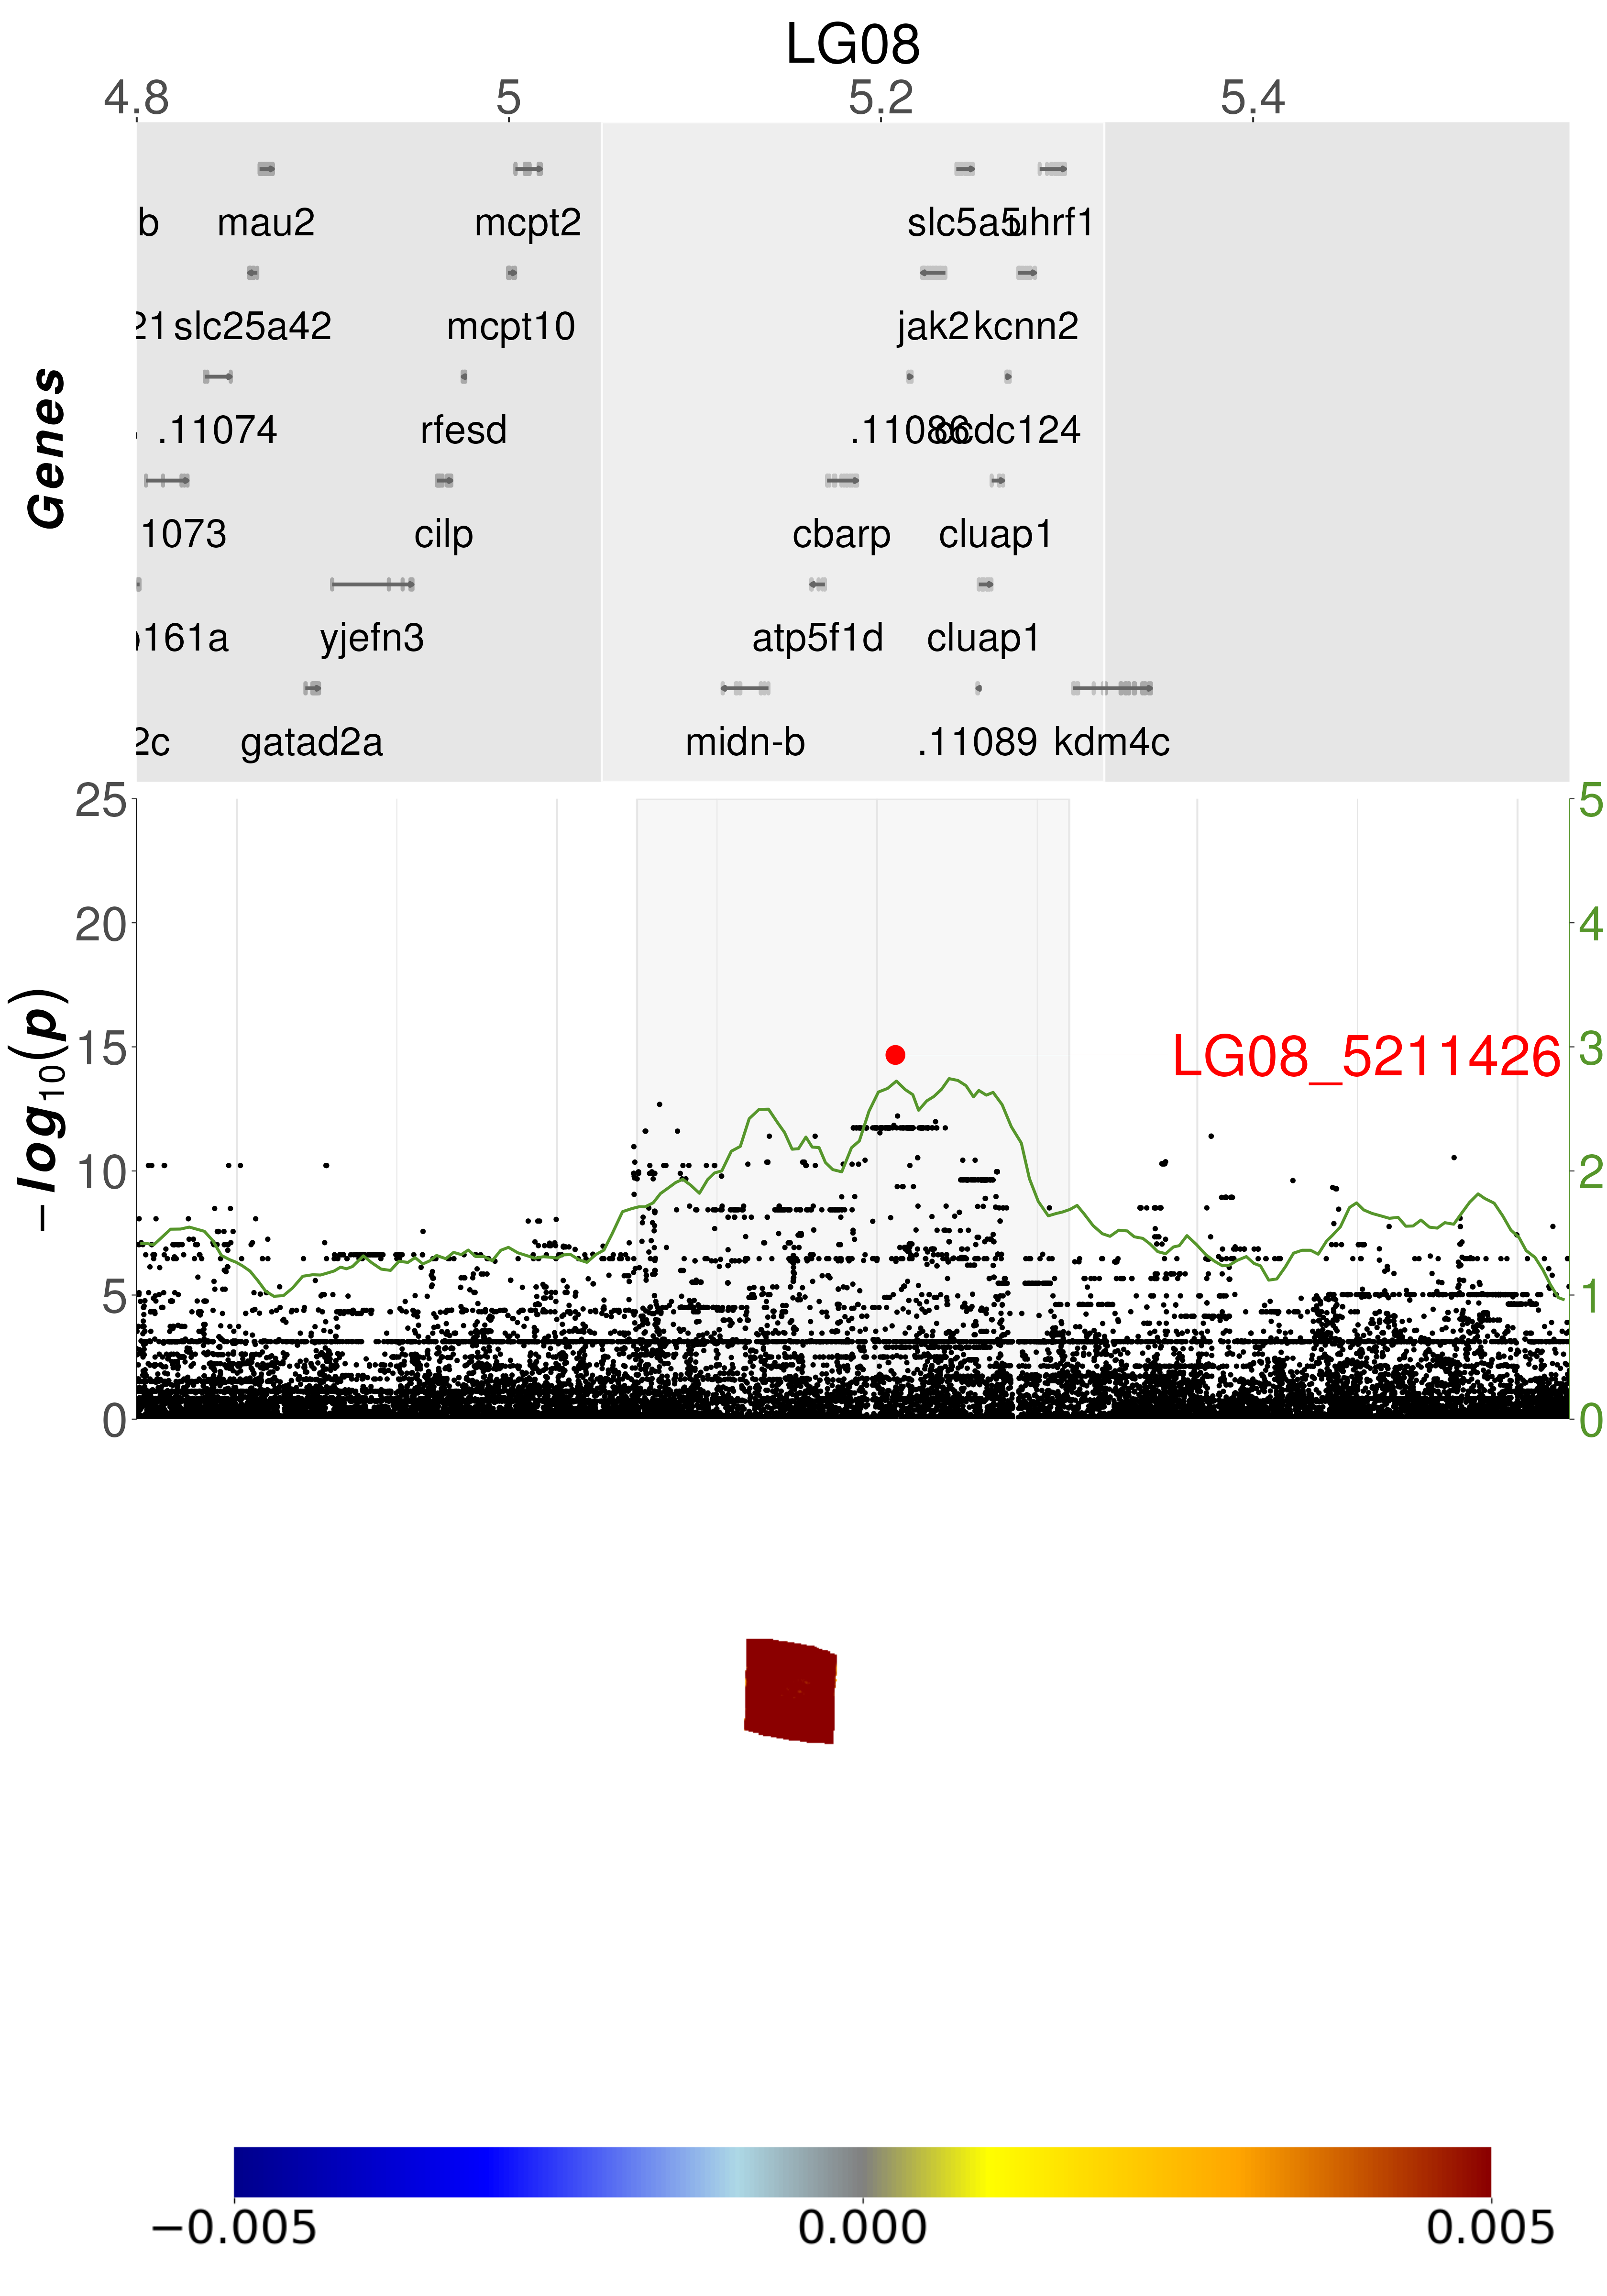 LG08
4.8 5 5.2 5.4
Genes
b mau2 mcpt2 slc5a5 uhrf1
21 slc25a42 mcpt10 jak2 kcnn2
.11074 rfesd .11086 ccdc124
1073 cilp cbarp cluap1
161a yjefn3 atp5f1d cluap1
2c gatad2a midn-b .11089 kdm4c
−log10(p)
25 5
20 4
15 3
LG08_5211426
10 2
5 1
0 0
−0.005 0.000 0.005